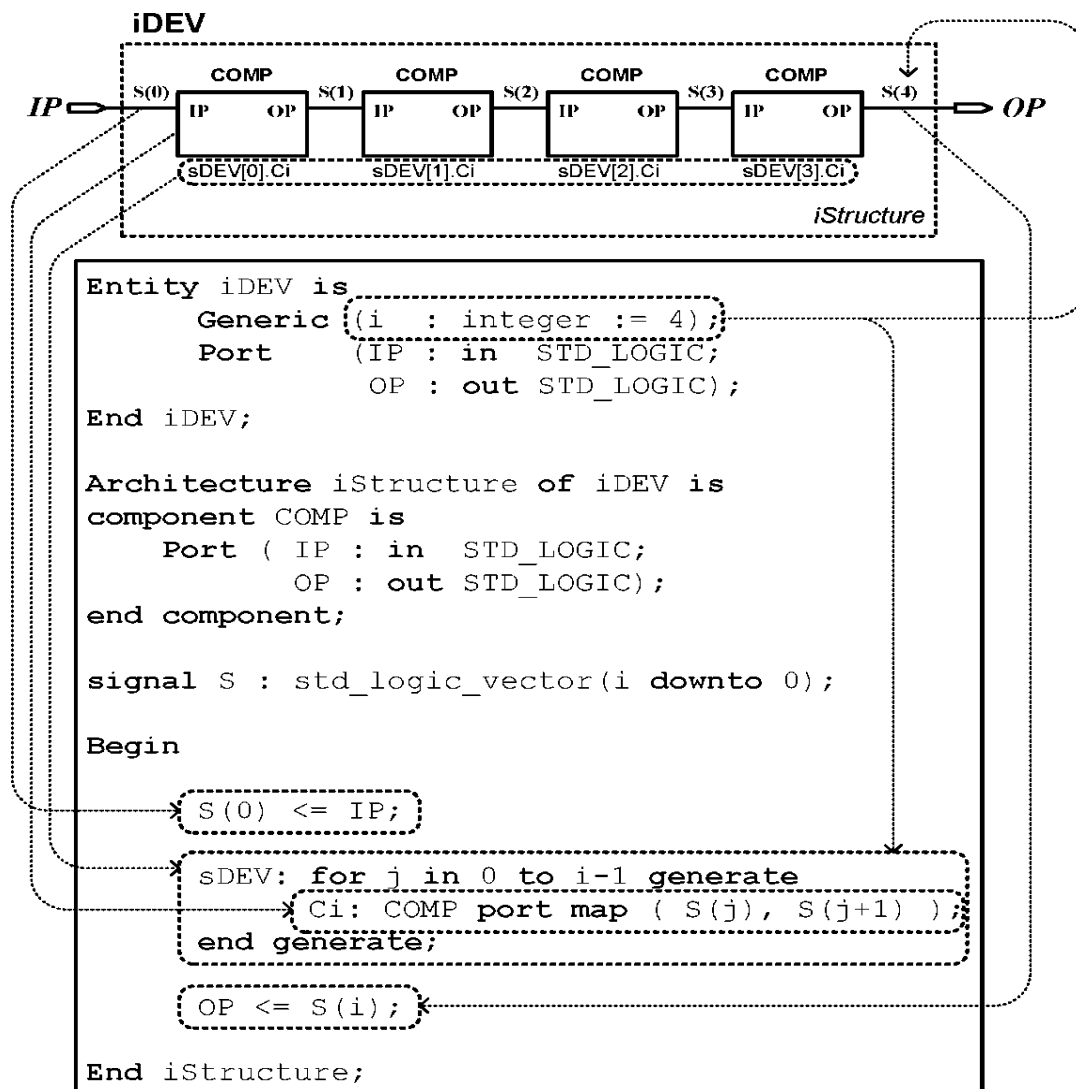 iDEV
COMP COMP COMP COMP
IP S(0) IP OP S(1) IP OP S(2) IP OP S(3) IP OP S(4) OP
sDEV[0].Ci sDEV[1].Ci sDEV[2].Ci sDEV[3].Ci
iStructure
Entity iDEV is
Generic (i : integer := 4);
Port (IP : in STD_LOGIC;
OP : out STD_LOGIC);
End iDEV;
Architecture iStructure of iDEV is
component COMP is
Port ( IP : in STD_LOGIC;
OP : out STD_LOGIC);
end component;
signal S : std_logic_vector(i downto 0);
Begin
S(0) <= IP;
sDEV: for j in 0 to i-1 generate
Ci: COMP port map ( S(j), S(j+1) );
end generate;
OP <= S(i);
End iStructure;